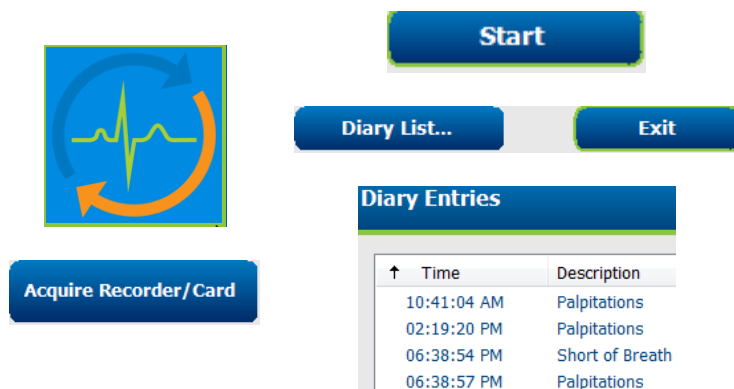 Start
Diary List...
Exit
Diary Entries
Acquire Recorder/Card
↑ Time Description
10:41:04 AM Palpitations
02:19:20 PM Palpitations
06:38:54 PM Short of Breath
06:38:57 PM Palpitations